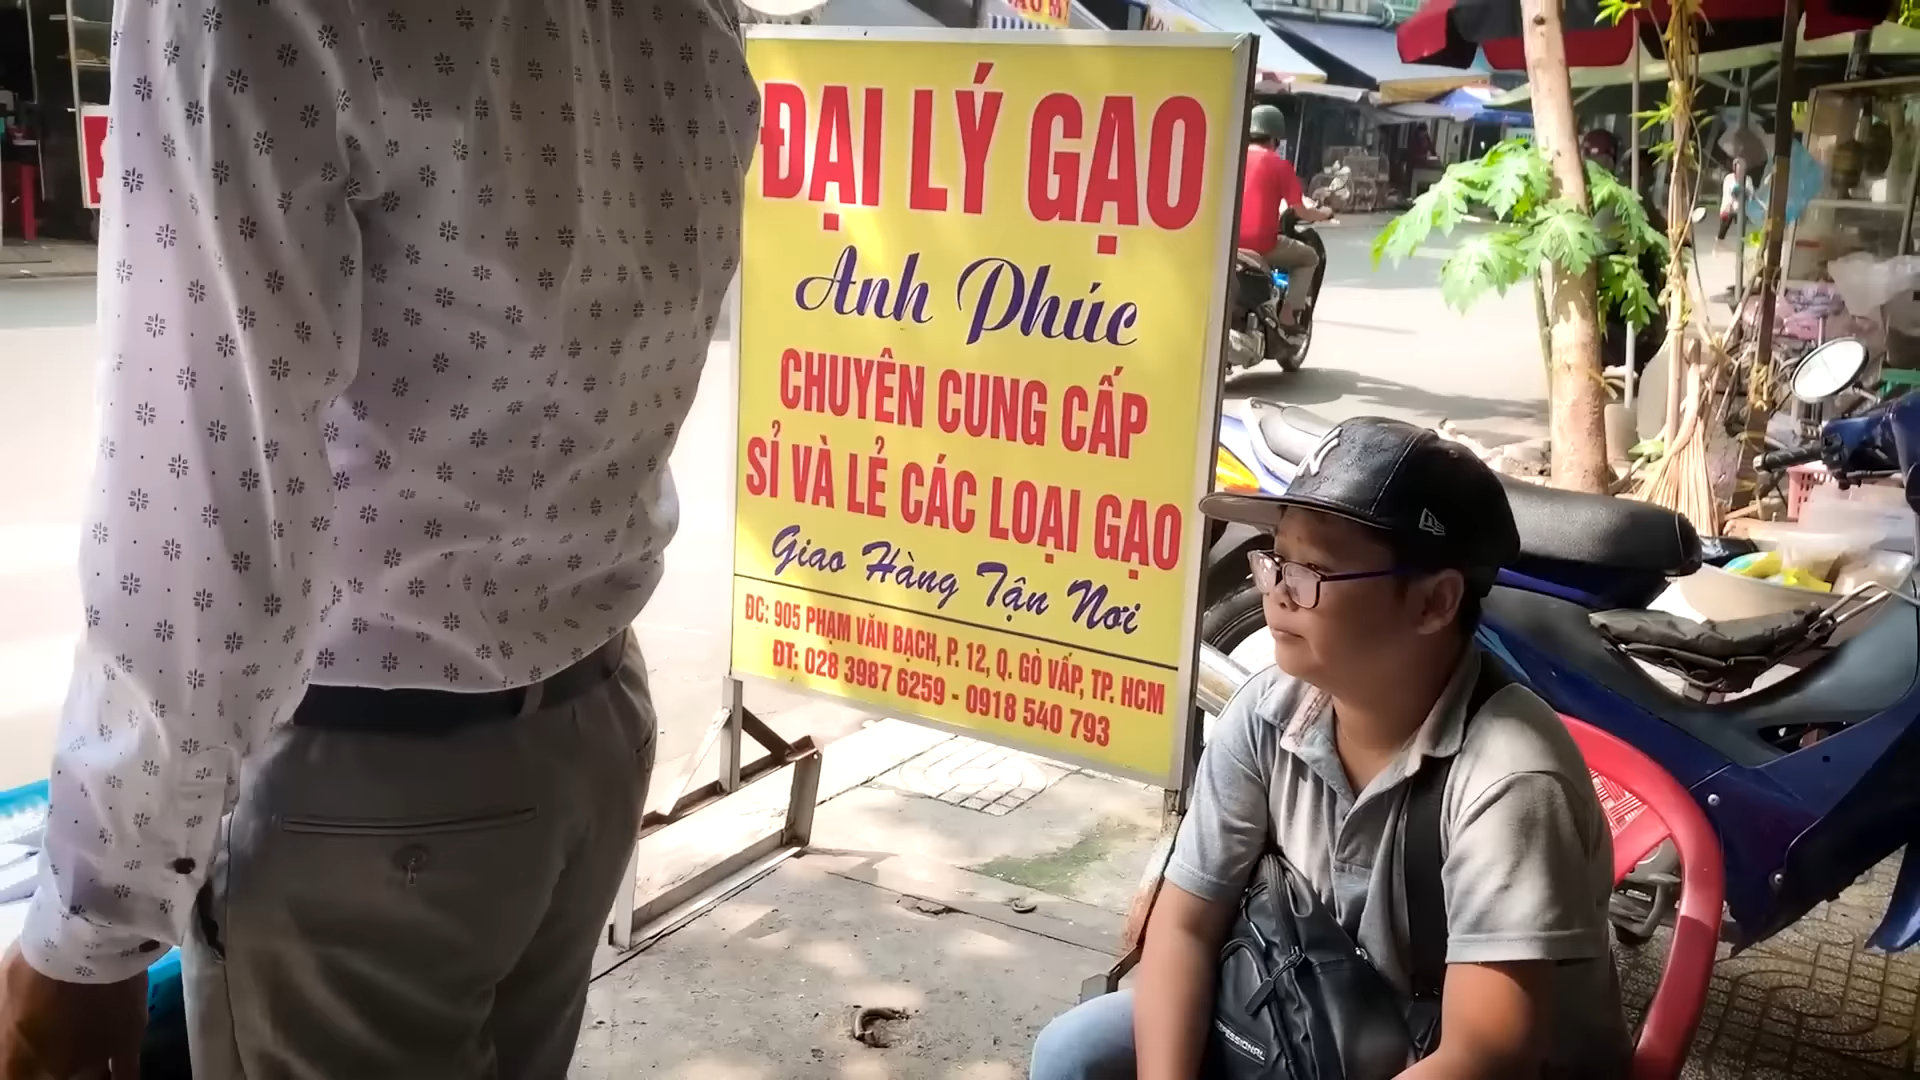 ĐẠI LÝ GẠO
Anh Phúc
CHUYÊN CUNG CẤP
SỈ VÀ LẺ CÁC LOẠI GẠO
Giao Hàng Tận Nơi
ĐC: 905 PHẠM VĂN BẠCH, P. 12, Q. GÒ VẤP, TP. HCM
ĐT: 028 3987 6259 - 0918 540 793